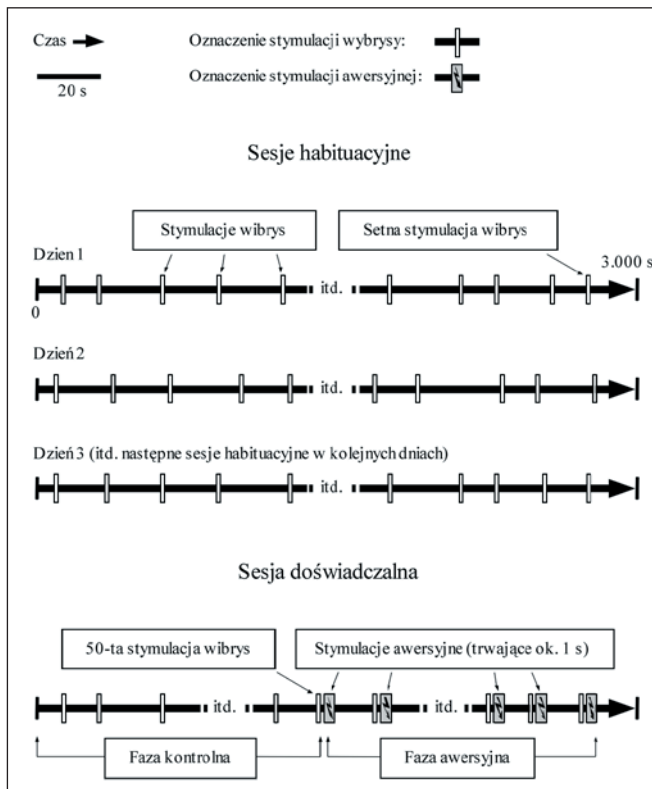 Czas
Oznaczenie stymulacji wybrysy:
20 s
Oznaczenie stymulacji awersyjnej:
Sesje habituacyjne
Stymulacje wibrys
Setna stymulacja wibrys
Dzien 1
3.000 s
itd.
0
Dzień 2
itd.
Dzień 3 (itd. następne sesje habituacyjne w kolejnych dniach)
itd.
Sesja doświadczalna
50-ta stymulacja wibrys
Stymulacje awersyjne (trwające ok. 1 s)
itd.
itd.
Faza kontrolna
Faza awersyjna